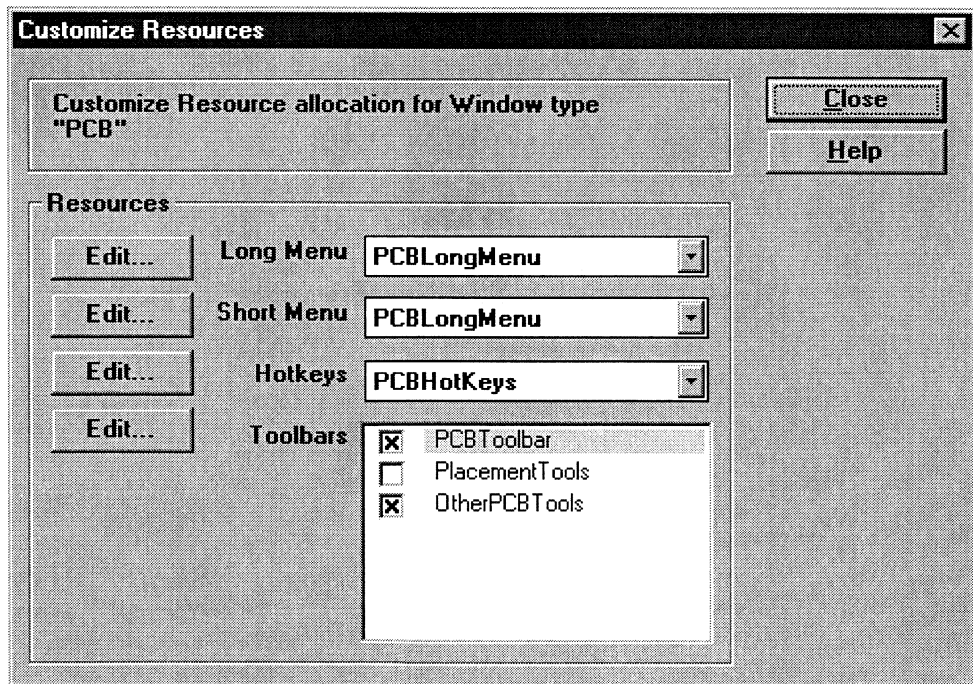 Customize Resources
Customize Resource allocation for Window type
"PCB"
Close
Help
Resources
Edit... Long Menu PCBLongMenu
Edit... Short Menu PCBLongMenu
Edit... Hotkeys PCBHotKeys
Edit... Toolbars PCBToolbar
PlacementTools
OtherPCBTools